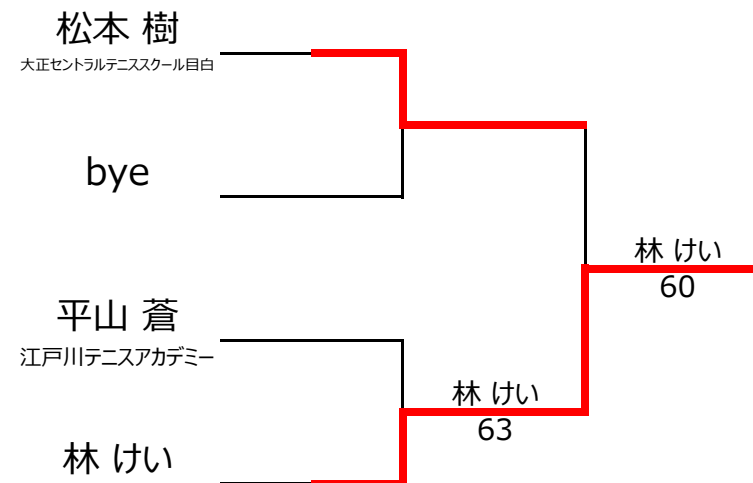 松本 樹
大正セントラルテニススクール目白
bye
林 けい
60
平山 蒼
江戸川テニスアカデミー
林 けい
63
林 けい